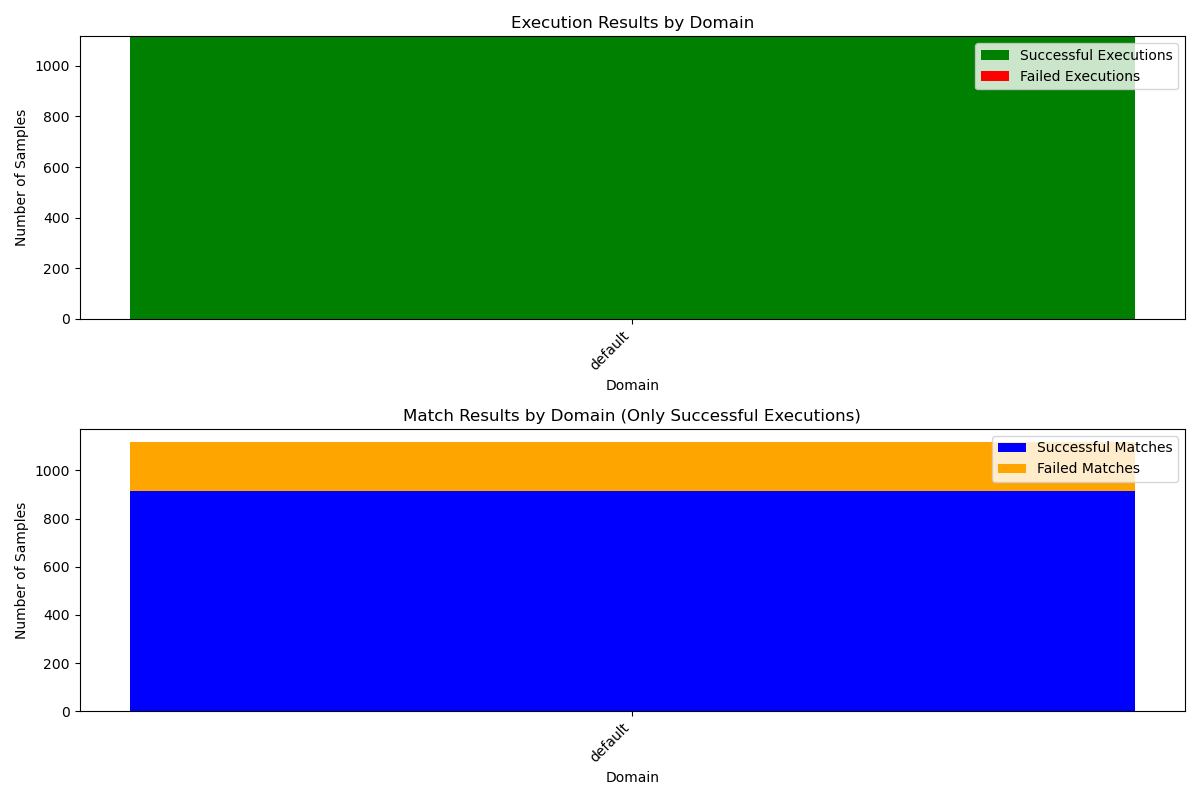 Execution Results by Domain
Successful Executions
Failed Executions
Number of Samples
1000
800
600
400
200
0
default
Domain
Match Results by Domain (Only Successful Executions)
Successful Matches
Failed Matches
Number of Samples
1000
800
600
400
200
0
default
Domain